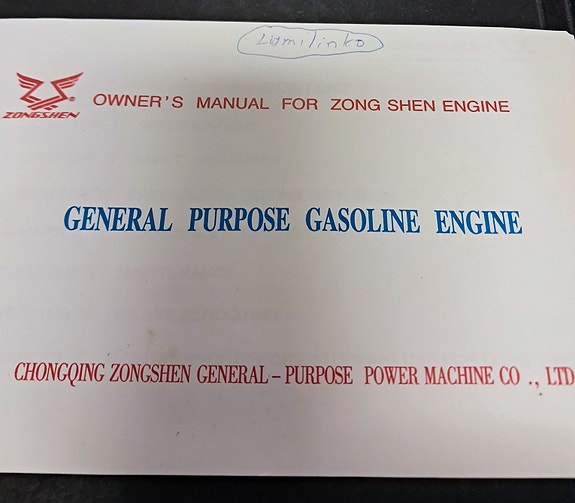 ZONGSHEN®
OWNER'S MANUAL FOR ZONG SHEN ENGINE
GENERAL PURPOSE GASOLINE ENGINE
CHONGQING ZONGSHEN GENERAL-PURPOSE POWER MACHINE CO ., LTD